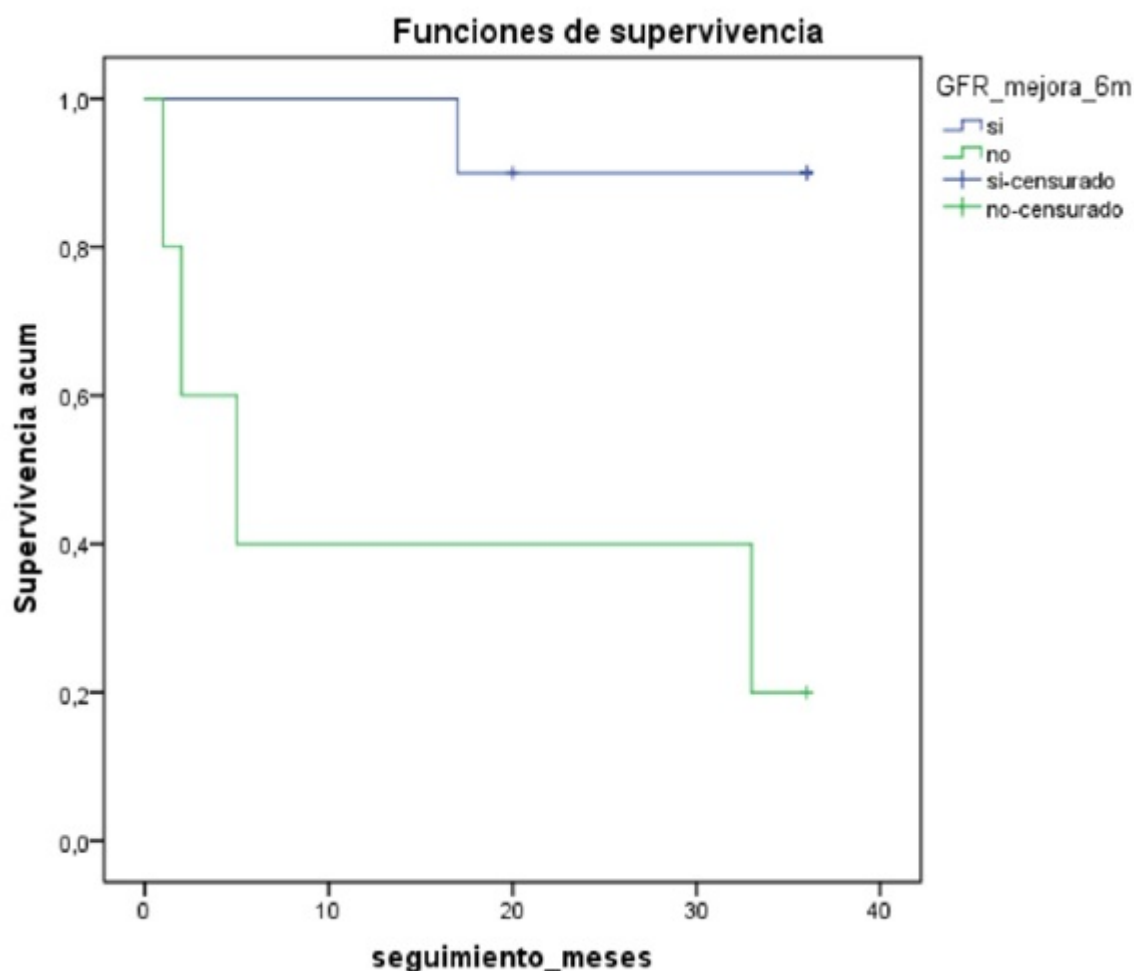 Funciones de supervivencia
GFR_mejora_6m
si
no
si-censurado
no-censurado
Supervivencia acum
1,0
0,8
0,6
0,4
0,2
0,0
0 10 20 30 40
seguimiento_meses